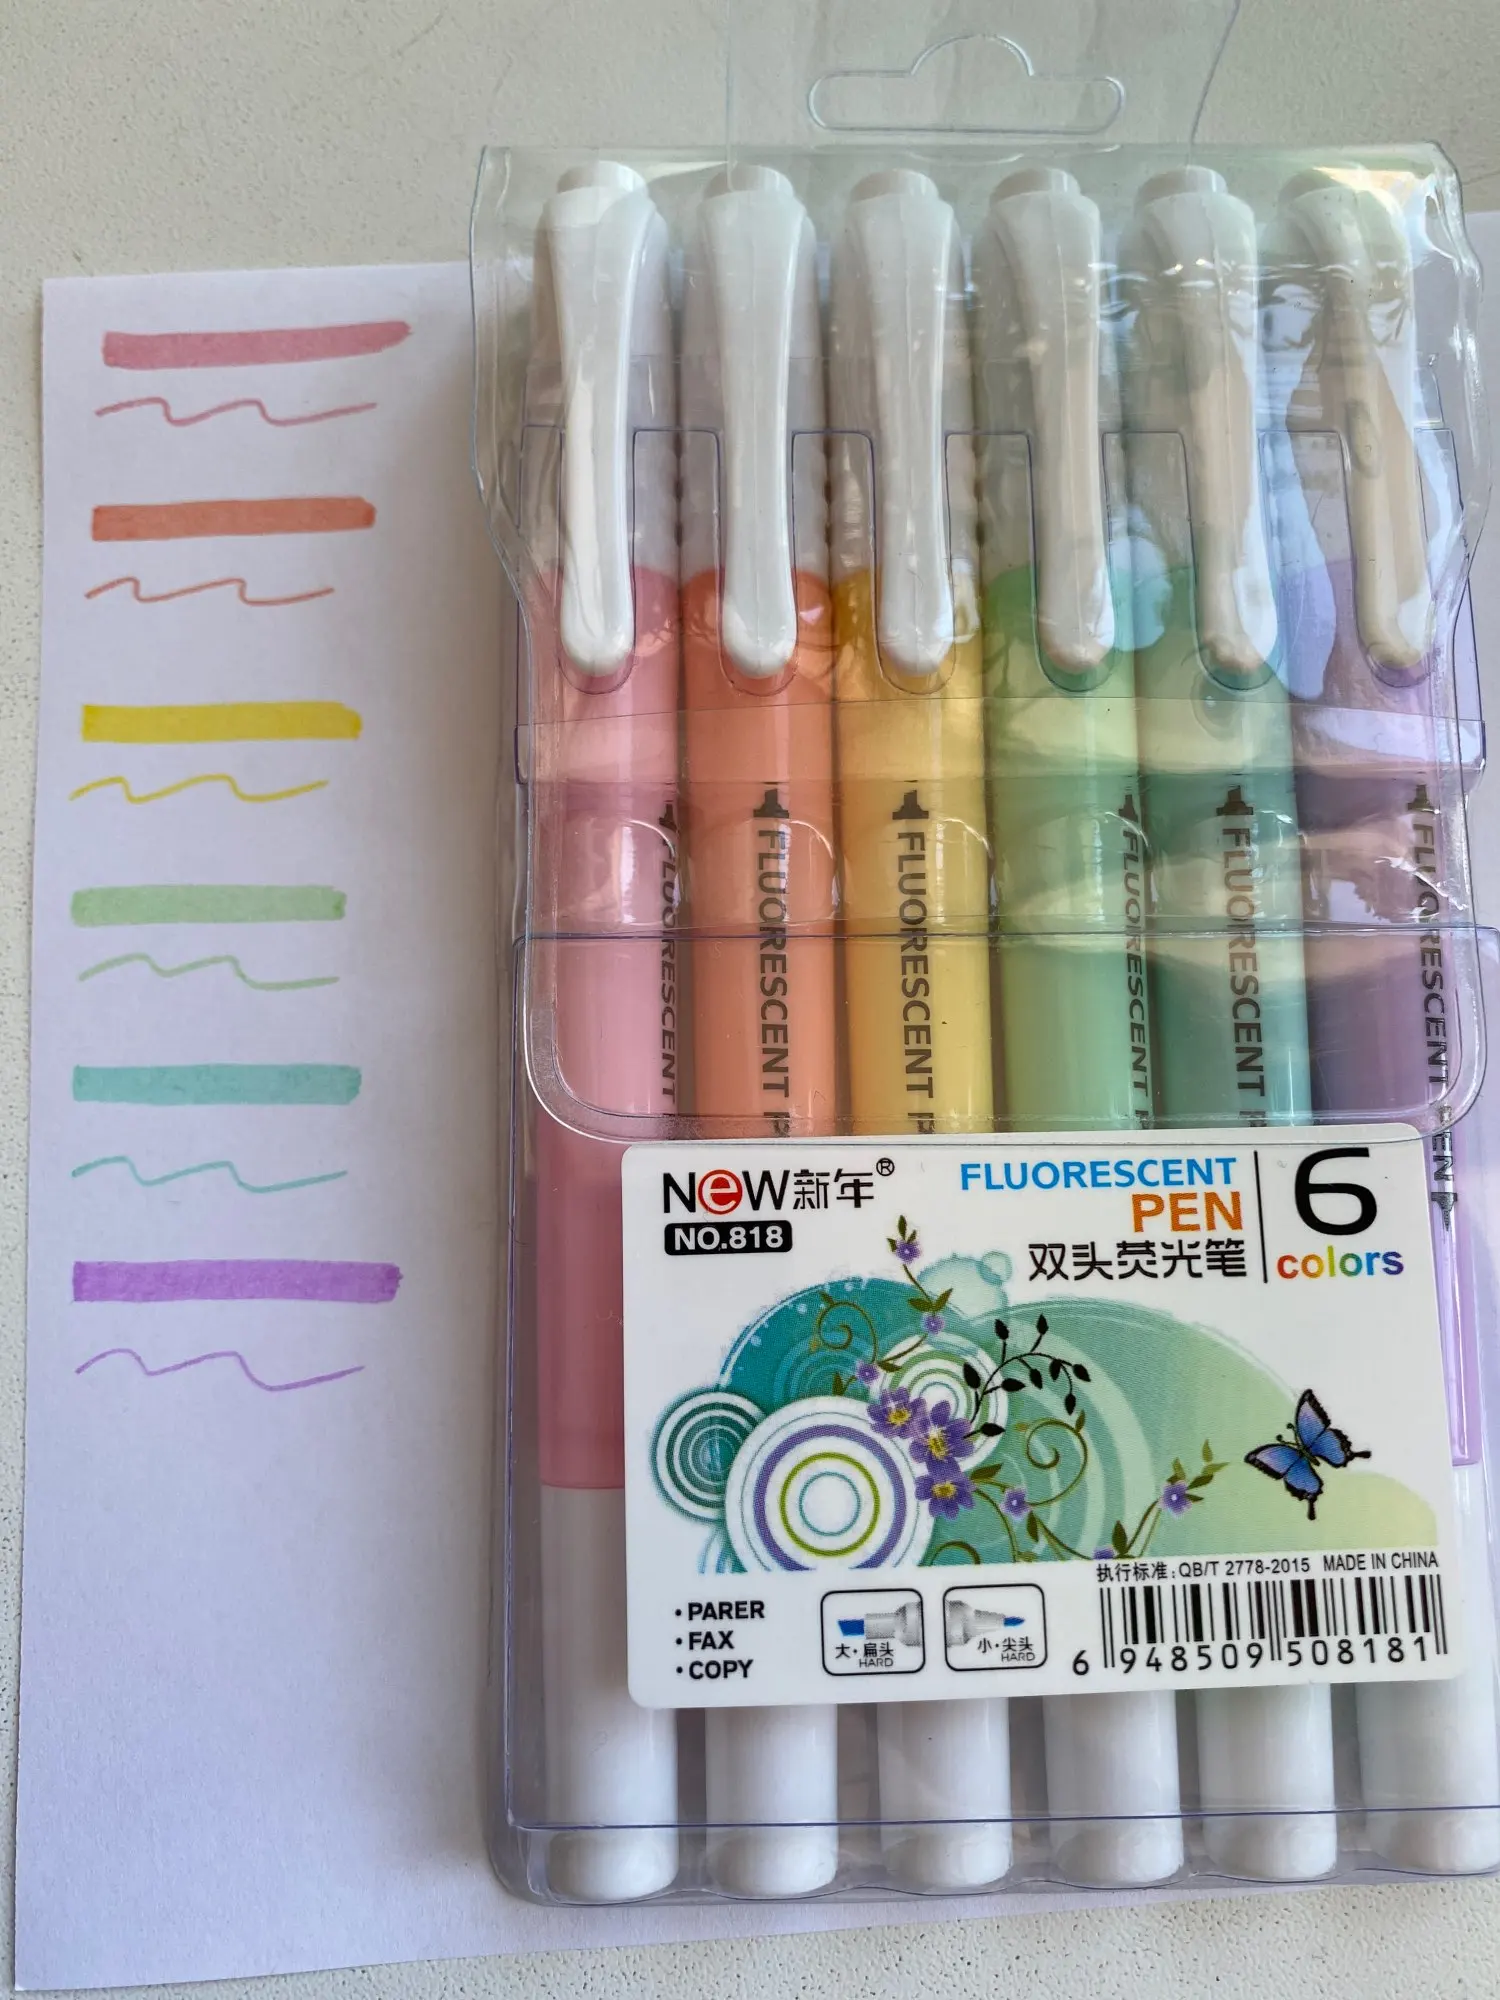 FLUORESCENT
FLUORESCENT
FLUORESCENT
FLUORESCENT
FLUORESCENT
FLUORESCENT PEN
NeW新年®
NO.818
FLUORESCENT
PEN
双头荧光笔
6
colors
执行标准:QB/T 2778-2015 MADE IN CHINA
• PARER
• FAX
• COPY
大·扁头
HARD
小·尖头
HARD
6 948509 508181